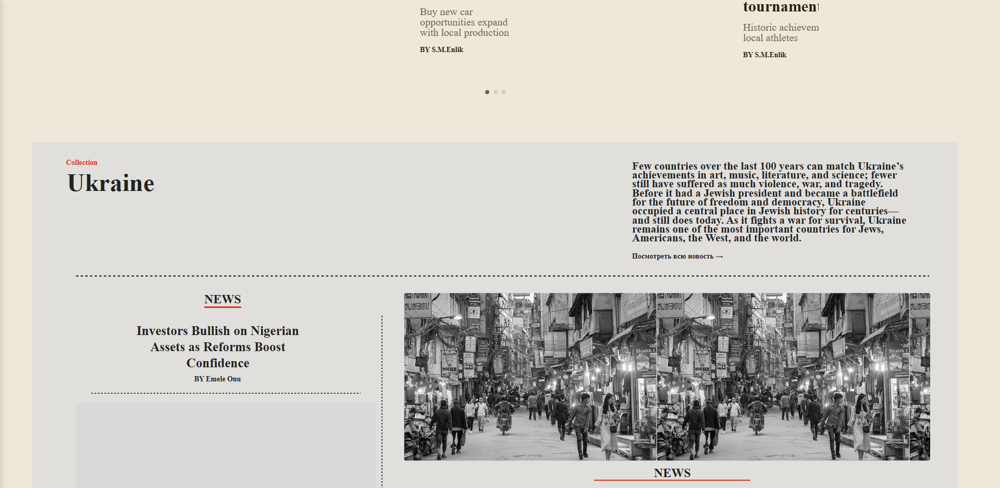 Buy new car
opportunities expand
with local production
BY S.M.Enlik
tournament
Historic achievem
local athletes
BY S.M.Enlik
Collection
Ukraine
Few countries over the last 100 years can match Ukraine’s
achievements in art, music, literature, and science; fewer
still have suffered as much violence, war, and tragedy.
Before it had a Jewish president and became a battlefield
for the future of freedom and democracy, Ukraine
occupied a central place in Jewish history for centuries—
and still does today. As it fights a war for survival, Ukraine
remains one of the most important countries for Jews,
Americans, the West, and the world.
Посмотреть всю новость →
NEWS
Investors Bullish on Nigerian
Assets as Reforms Boost
Confidence
BY Emele Onu
RESTAURANT
Health C
RESTAURANT
Health C
NEWS